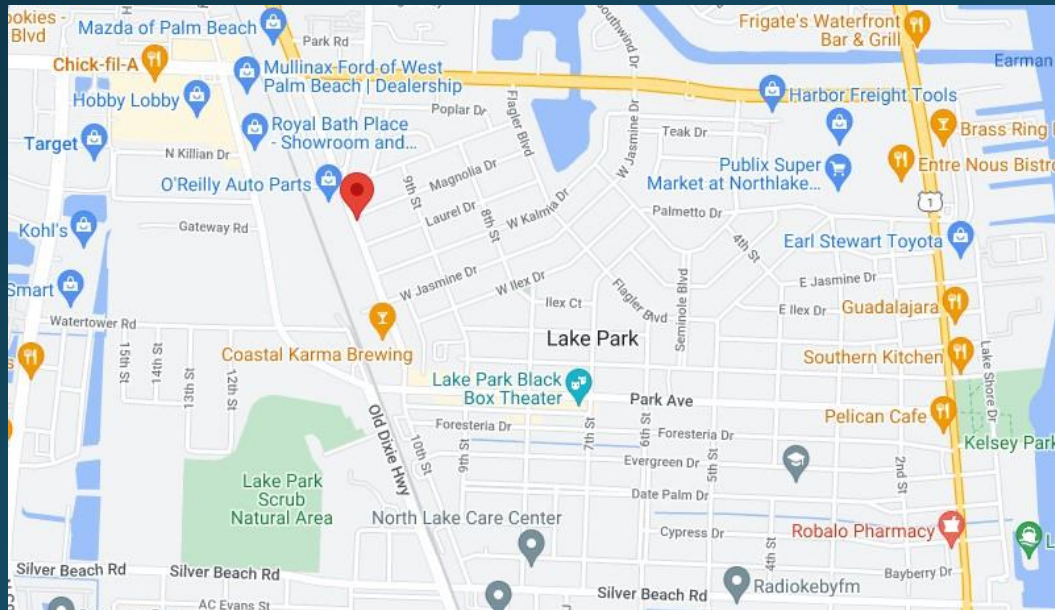 ookies -
Blvd
Mazda of Palm Beach
Park Rd
Southwind Dr
Frigate's Waterfront
Bar & Grill
Earman
Chick-fil-A
Mullinax Ford of West
Palm Beach | Dealership
Hobby Lobby
Poplar Dr
Flagler Blvd
W Jasmine Dr
Harbor Freight Tools
Target
Royal Bath Place
- Showroom and...
Teak Dr
Brass Ring
N Killian Dr
Magnolia Dr
Publix Super
Market at Northlake...
Entre Nous Bistro
O'Reilly Auto Parts
9th St
Laurel Dr
8th St
W Kalmia Dr
Palmetto Dr
1
Kohl's
Gateway Rd
4th St
Earl Stewart Toyota
Smart
W Jasmine Dr
W Ilex Dr
Flagler Blvd
Seminole Blvd
E Jasmine Dr
Ilex Ct
E Ilex Dr
Guadalajara
Watertower Rd
Lake Park
s
15th St
14th St
13th St
12th St
Coastal Karma Brewing
Southern Kitchen
Lake Shore Dr
Lake Park Black
Box Theater
Park Ave
Pelican Cafe
Old Dixie Hwy
10th St
Foresteria Dr
9th St
7th St
6th St
Foresteria Dr
5th St
Kelsey Park
Evergreen Dr
2nd St
Lake Park
Scrub
Natural Area
Date Palm Dr
North Lake Care Center
Cypress Dr
Robalo Pharmacy
4th St
L
Silver Beach Rd
Silver Beach Rd
Bayberry Dr
Radiokebyfm
AC Evans St
Silver Beach Rd